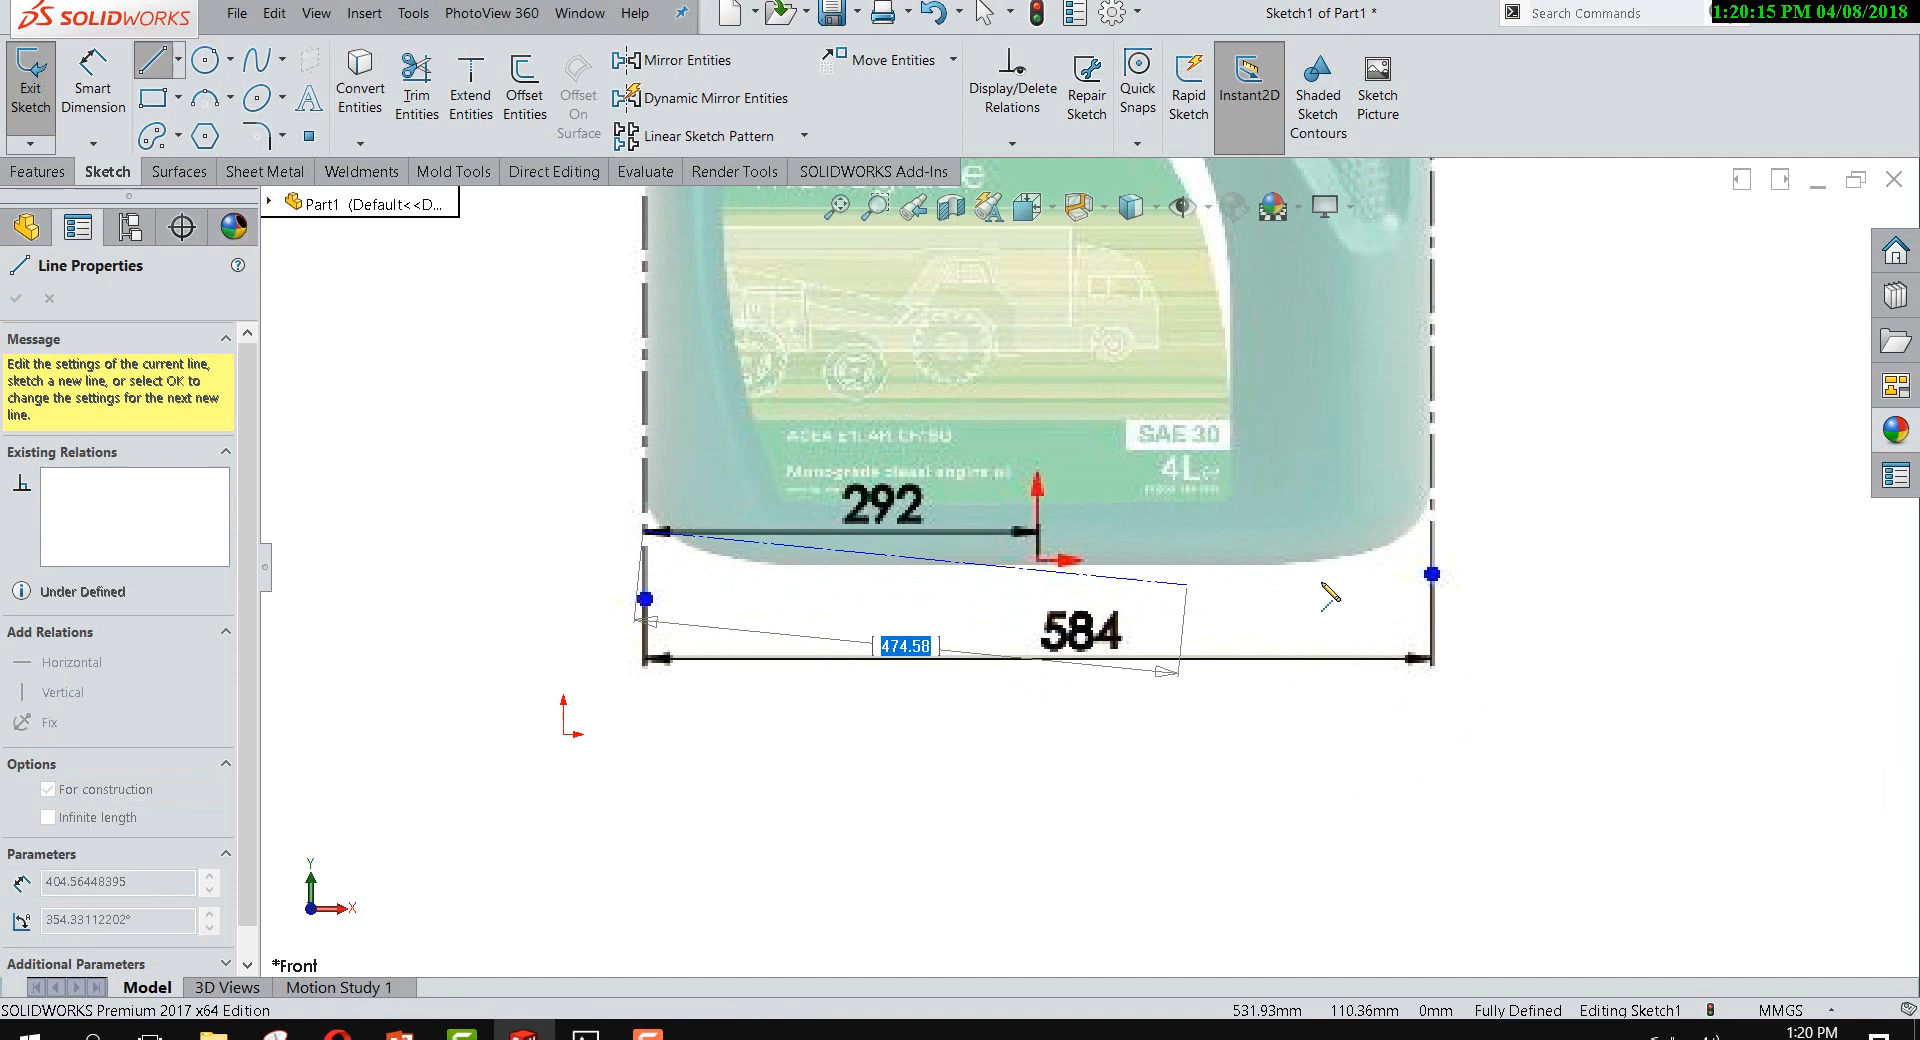 SOLIDWORKS
File Edit View Insert Tools PhotoView 360 Window Help
Sketch1 of Part1 *
Search Commands
1:20:15 PM 04/08/2018
Exit Sketch
Smart Dimension
Convert Entities
Trim Entities
Extend Entities
Offset Entities
Offset On Surface
Mirror Entities
Dynamic Mirror Entities
Linear Sketch Pattern
Move Entities
Display/Delete Relations
Repair Sketch
Quick Snaps
Rapid Sketch
Instant2D
Shaded Sketch Contours
Sketch Picture
Features Sketch Surfaces Sheet Metal Weldments Mold Tools Direct Editing Evaluate Render Tools SOLIDWORKS Add-Ins
Part1 (Default<<D...
Line Properties
Message
Edit the settings of the current line,
sketch a new line, or select OK to
change the settings for the next new
line.
Existing Relations
Under Defined
Add Relations
Horizontal
Vertical
Fix
Options
For construction
Infinite length
Parameters
404.56448395
354.33112202°
Additional Parameters
SAE 30
4L
Monograde diesel engine oil
292
584
474.58
Y
X
*Front
Model 3D Views Motion Study 1
SOLIDWORKS Premium 2017 x64 Edition
531.93mm 110.36mm 0mm Fully Defined Editing Sketch1 MMGS
1:20 PM